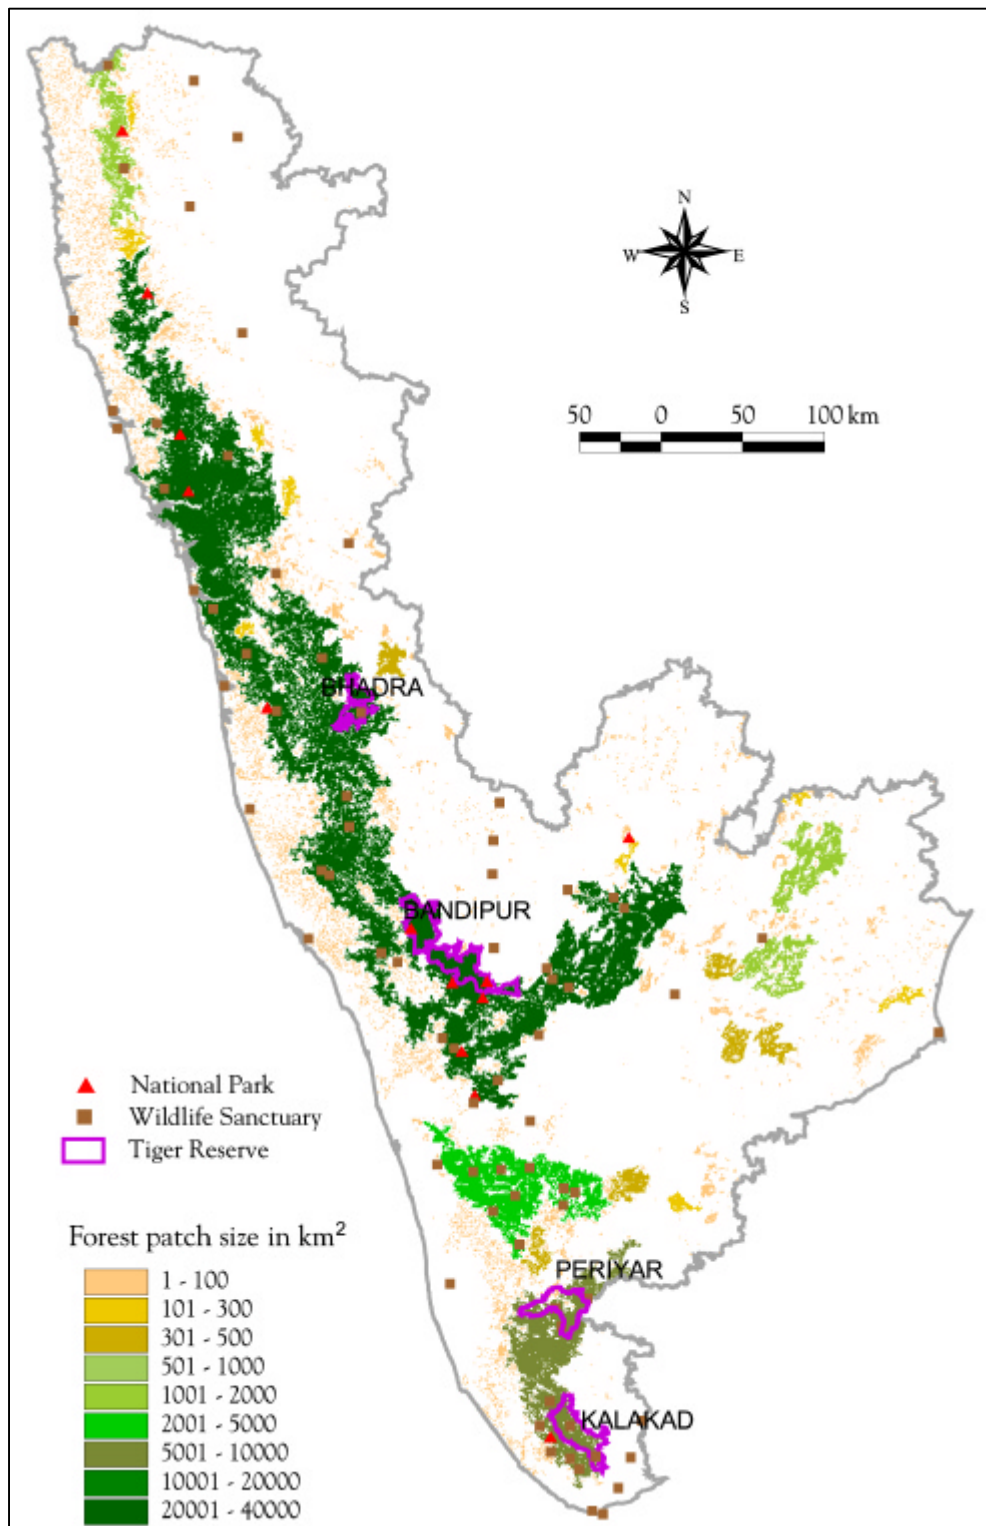 N
W E
S
50 0 50 100 km
BHADRA
BANDIPUR
National Park
Wildlife Sanctuary
Tiger Reserve
Forest patch size in km²
1 - 100
101 - 300
301 - 500
501 - 1000
1001 - 2000
2001 - 5000
5001 - 10000
10001 - 20000
20001 - 40000
PERIYAR
KALAKAD